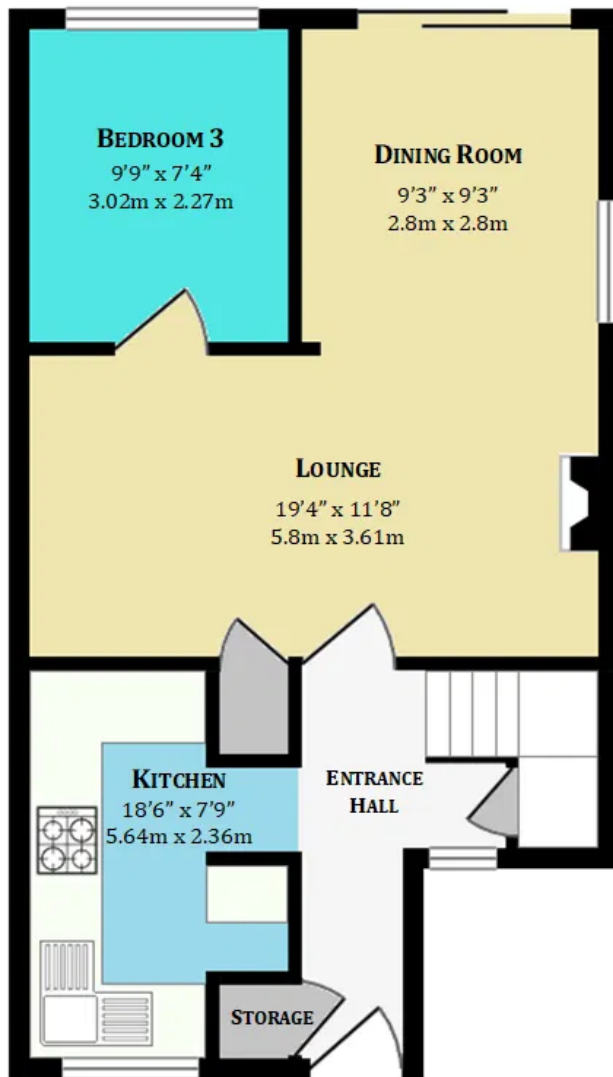 BEDROOM 3
9'9" x 7'4"
3.02m x 2.27m
DINING ROOM
9'3" x 9'3"
2.8m x 2.8m
LOUNGE
19'4" x 11'8"
5.8m x 3.61m
KITCHEN
18'6" x 7'9"
5.64m x 2.36m
ENTRANCE
HALL
STORAGE